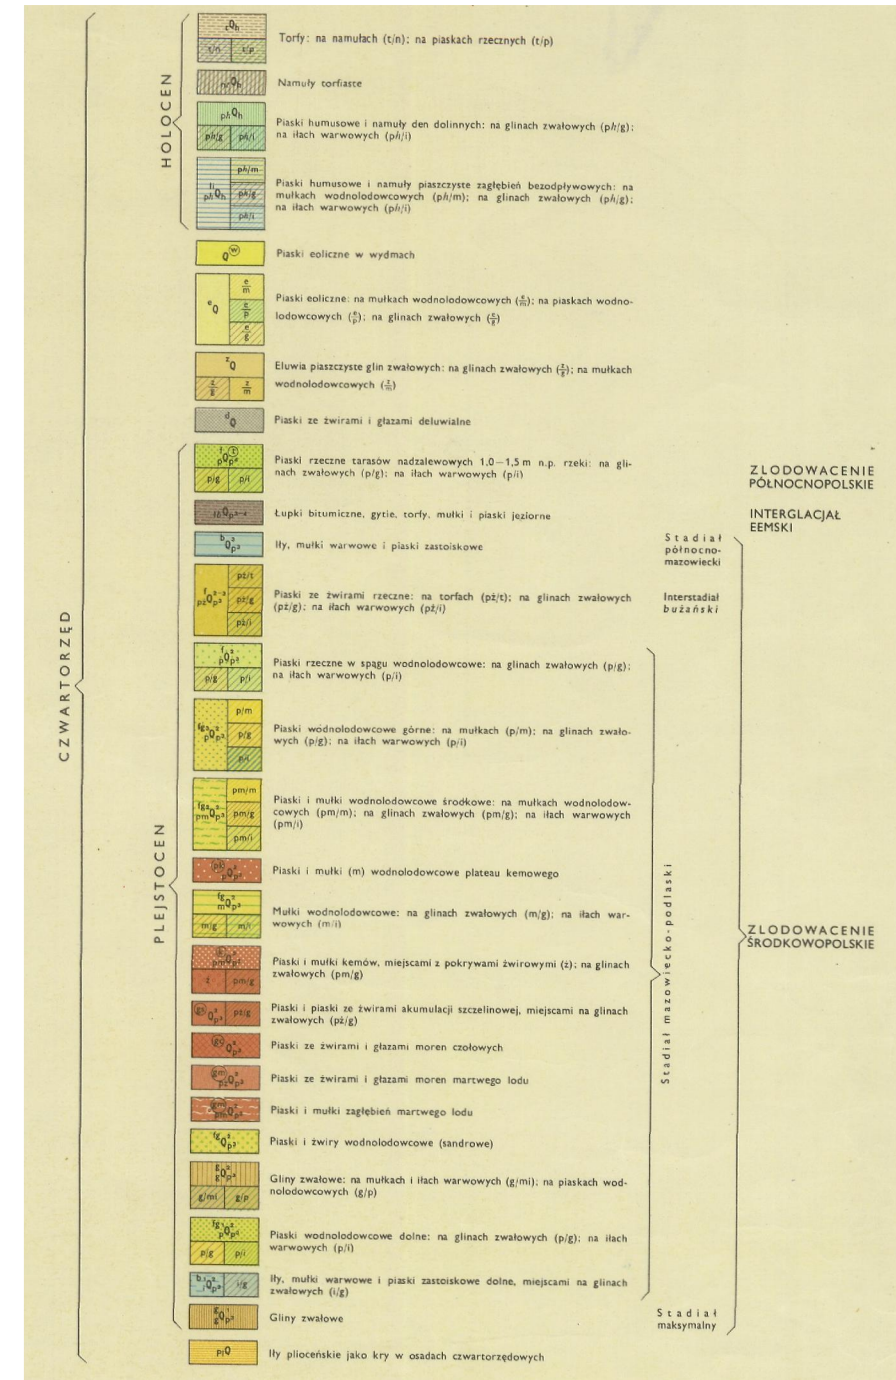 Torfy: na namułach (t/n); na piaskach rzecznych (t/p)
Namuły torfiaste
Piaski humusowe i namuły den dolinnych: na glinach zwałowych (ph/g);
na iłach warwowych (ph/i)
Piaski humusowe i namuły piaszczyste zagłębień bezodpływowych: na
mułkach wodnolodowcowych (ph/m); na glinach zwałowych (ph/g);
na iłach warwowych (ph/i)
Piaski eoliczne w wydmach
Piaski eoliczne: na mułkach wodnolodowcowych (e/m); na piaskach wodno-
lodowcowych (e/p); na glinach zwałowych (e/g)
Eluwia piaszczyste glin zwałowych: na glinach zwałowych (z/g); na mułkach
wodnolodowcowych (z/m)
Piaski ze żwirami i głazami deluwialne
HOLOCEN
Piaski rzeczne tarasów nadzalewowych 1,0—1,5 m n.p. rzeki: na gli-
nach zwałowych (p/g); na iłach warwowych (p/i)
ZLODOWACENIE
PÓŁNOCNOPOLSKIE
Łupki bitumiczne, gytie, torfy, mułki i piaski jeziorne
INTERGLACJAŁ
EEMSKI
Iły, mułki warwowe i piaski zastoiskowe
Stadiał
północno-
mazowiecki
Piaski ze żwirami rzeczne: na torfach (pż/t); na glinach zwałowych
(pż/g); na iłach warwowych (pż/i)
Interstadiał
bużański
Piaski rzeczne w spągu wodnolodowcowe: na glinach zwałowych (p/g);
na iłach warwowych (p/i)
CZWARTORZĘD
Piaski wodnolodowcowe górne: na mułkach (p/m); na glinach zwało-
wych (p/g); na iłach warwowych (p/i)
Piaski i mułki wodnolodowcowe środkowe: na mułkach wodnolodow-
cowych (pm/m); na glinach zwałowych (pm/g); na iłach warwowych
(pm/i)
Piaski i mułki (m) wodnolodowcowe plateau kemowego
PLEJSTOCEN
Mułki wodnolodowcowe: na glinach zwałowych (m/g); na iłach war-
wowych (m/i)
ZLODOWACENIE
ŚRODKOWOPOLSKIE
Piaski i mułki kemów, miejscami z pokrywami żwirowymi (ż); na glinach
zwałowych (pm/g)
Stadiał mazowiecko-podlaski
Piaski i piaski ze żwirami akumulacji szczelinowej, miejscami na glinach
zwałowych (pż/g)
Piaski ze żwirami i głazami moren czołowych
Piaski ze żwirami i głazami moren martwego lodu
Piaski i mułki zagłębień martwego lodu
Piaski i żwiry wodnolodowcowe (sandrowe)
Gliny zwałowe: na mułkach i iłach warwowych (g/mi); na piaskach wod-
nolodowcowych (g/p)
Piaski wodnolodowcowe dolne: na glinach zwałowych (p/g); na iłach
warwowych (p/i)
Iły, mułki warwowe i piaski zastoiskowe dolne, miejscami na glinach
zwałowych (i/g)
Gliny zwałowe
Stadiał
maksymalny
Iły plioceńskie jako kry w osadach czwartorzędowych